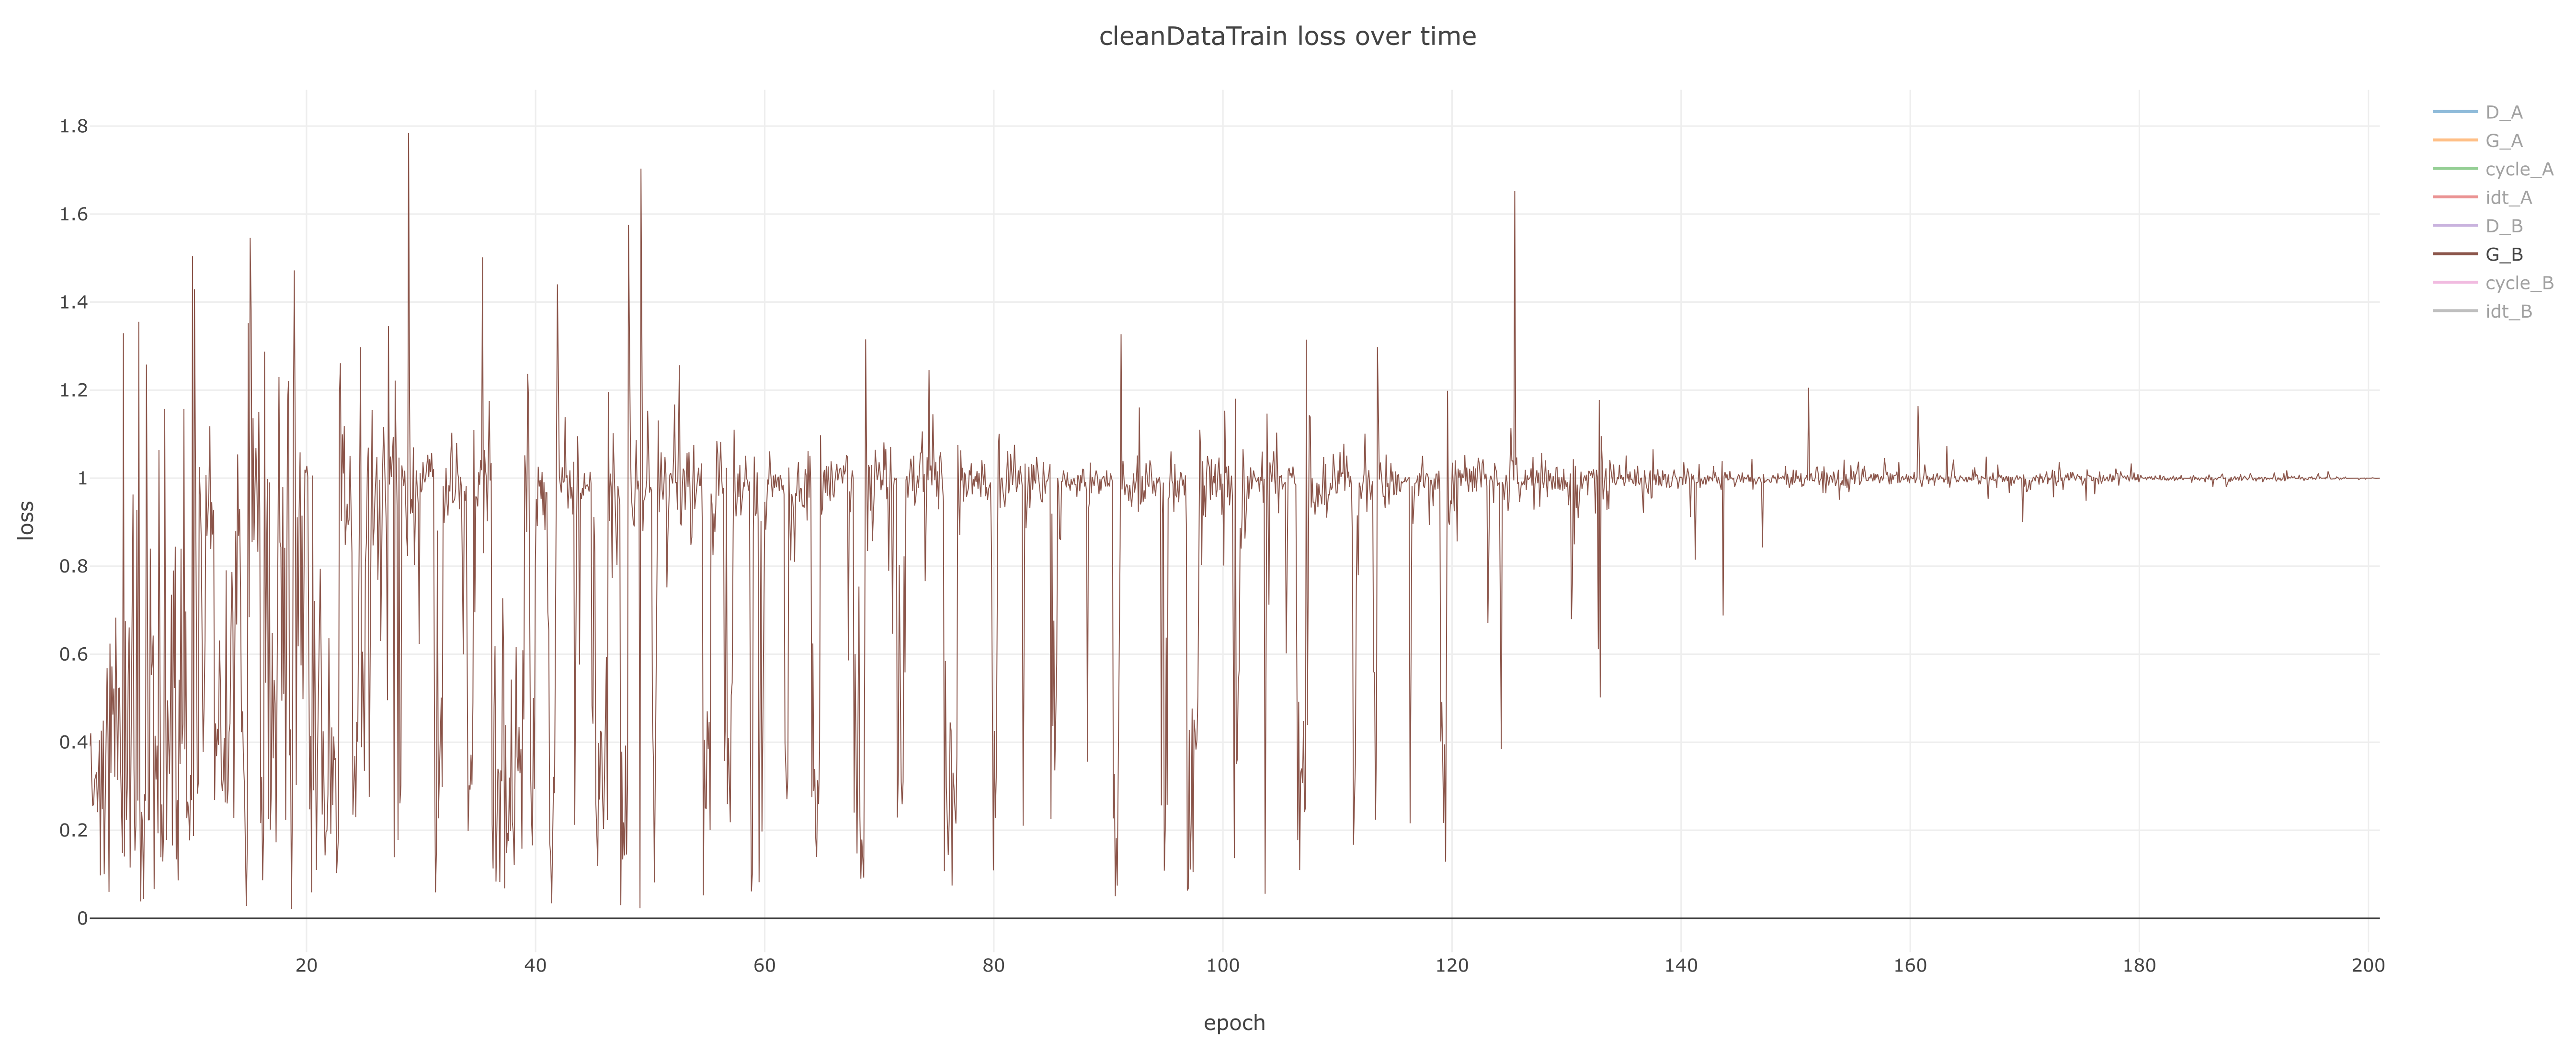 cleanDataTrain loss over time
1.8
1.6
1.4
1.2
1
0.8
0.6
0.4
0.2
0
loss
20
40
60
80
100
120
140
160
180
200
epoch
D_A
G_A
cycle_A
idt_A
D_B
G_B
cycle_B
idt_B